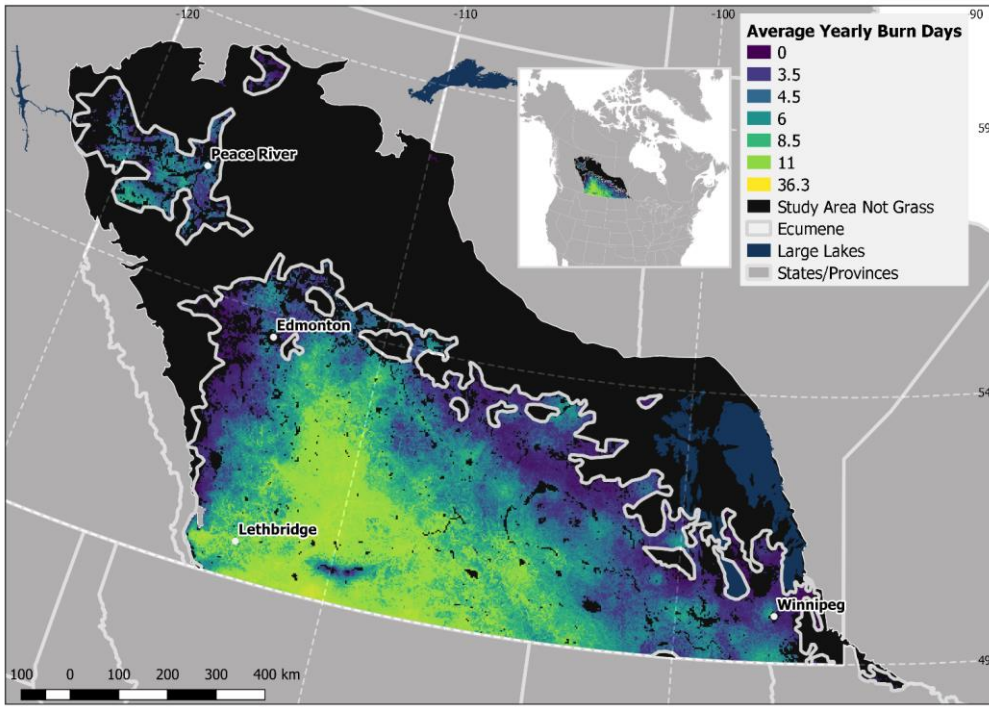 -120
-110
-100
90
Average Yearly Burn Days
0
3.5
4.5
6
8.5
11
36.3
Study Area Not Grass
Ecumene
Large Lakes
States/Provinces
59
Peace River
Edmonton
54
Lethbridge
Winnipeg
49
100 0 100 200 300 400 km